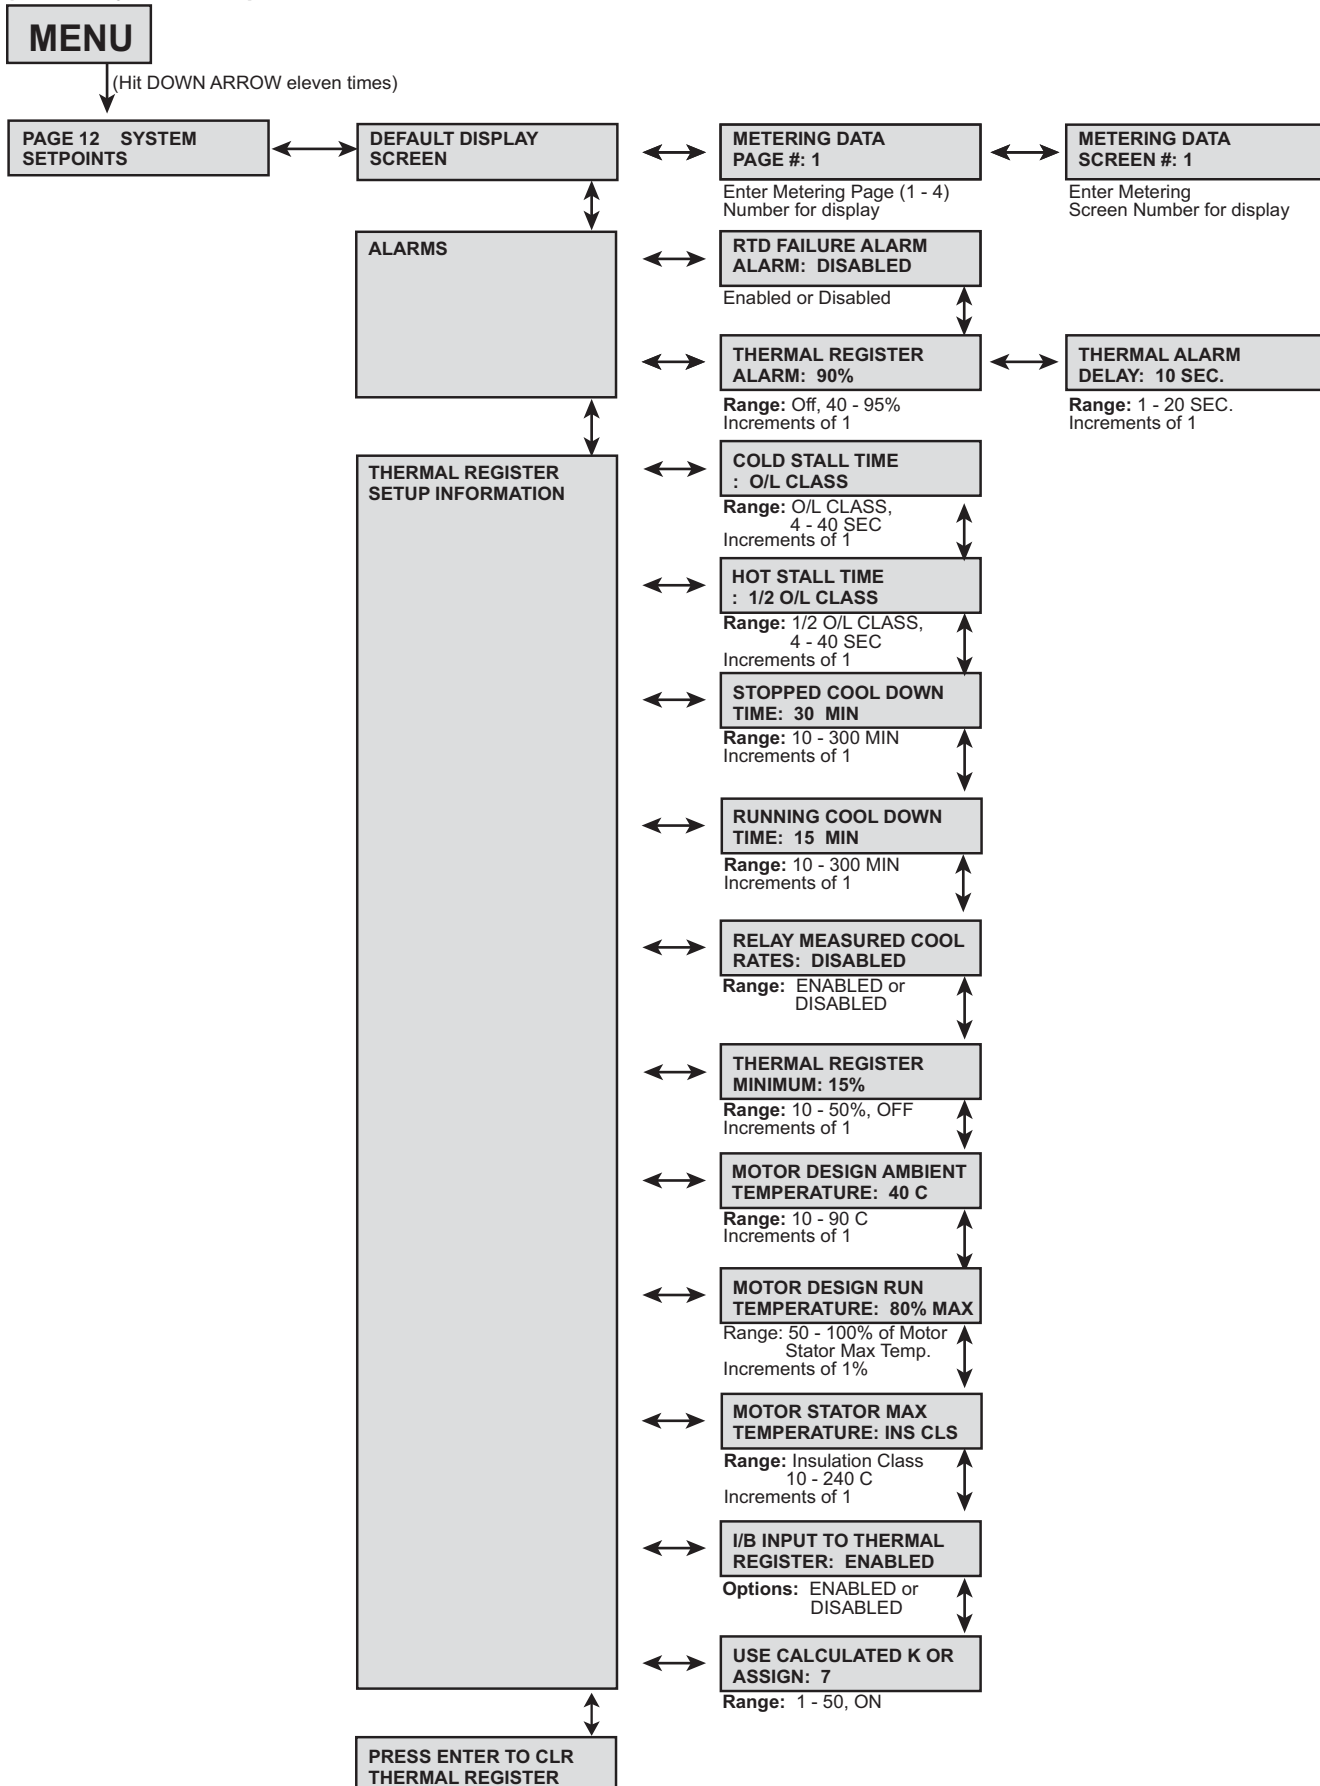 MENU
(Hit DOWN ARROW eleven times)
PAGE 12 SYSTEM
SETPOINTS
DEFAULT DISPLAY
SCREEN
METERING DATA
PAGE #: 1
Enter Metering Page (1 - 4)
Number for display
METERING DATA
SCREEN #: 1
Enter Metering
Screen Number for display
ALARMS
RTD FAILURE ALARM
ALARM: DISABLED
Enabled or Disabled
THERMAL REGISTER
ALARM: 90%
Range: Off, 40 - 95%
Increments of 1
THERMAL ALARM
DELAY: 10 SEC.
Range: 1 - 20 SEC.
Increments of 1
THERMAL REGISTER
SETUP INFORMATION
COLD STALL TIME
: O/L CLASS
Range: O/L CLASS,
4 - 40 SEC
Increments of 1
HOT STALL TIME
: 1/2 O/L CLASS
Range: 1/2 O/L CLASS,
4 - 40 SEC
Increments of 1
STOPPED COOL DOWN
TIME: 30 MIN
Range: 10 - 300 MIN
Increments of 1
RUNNING COOL DOWN
TIME: 15 MIN
Range: 10 - 300 MIN
Increments of 1
RELAY MEASURED COOL
RATES: DISABLED
Range: ENABLED or
DISABLED
THERMAL REGISTER
MINIMUM: 15%
Range: 10 - 50%, OFF
Increments of 1
MOTOR DESIGN AMBIENT
TEMPERATURE: 40 C
Range: 10 - 90 C
Increments of 1
MOTOR DESIGN RUN
TEMPERATURE: 80% MAX
Range: 50 - 100% of Motor
Stator Max Temp.
Increments of 1%
MOTOR STATOR MAX
TEMPERATURE: INS CLS
Range: Insulation Class
10 - 240 C
Increments of 1
I/B INPUT TO THERMAL
REGISTER: ENABLED
Options: ENABLED or
DISABLED
USE CALCULATED K OR
ASSIGN: 7
Range: 1 - 50, ON
PRESS ENTER TO CLR
THERMAL REGISTER